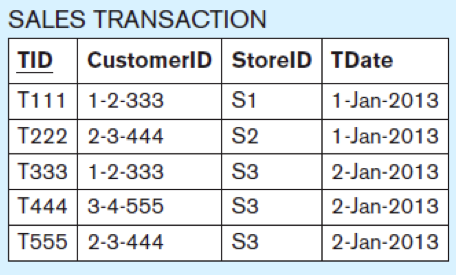 SALES TRANSACTION
TID CustomerID StoreID TDate
T111 1-2-333 S1 1-Jan-2013
T222 2-3-444 S2 1-Jan-2013
T333 1-2-333 S3 2-Jan-2013
T444 3-4-555 S3 2-Jan-2013
T555 2-3-444 S3 2-Jan-2013